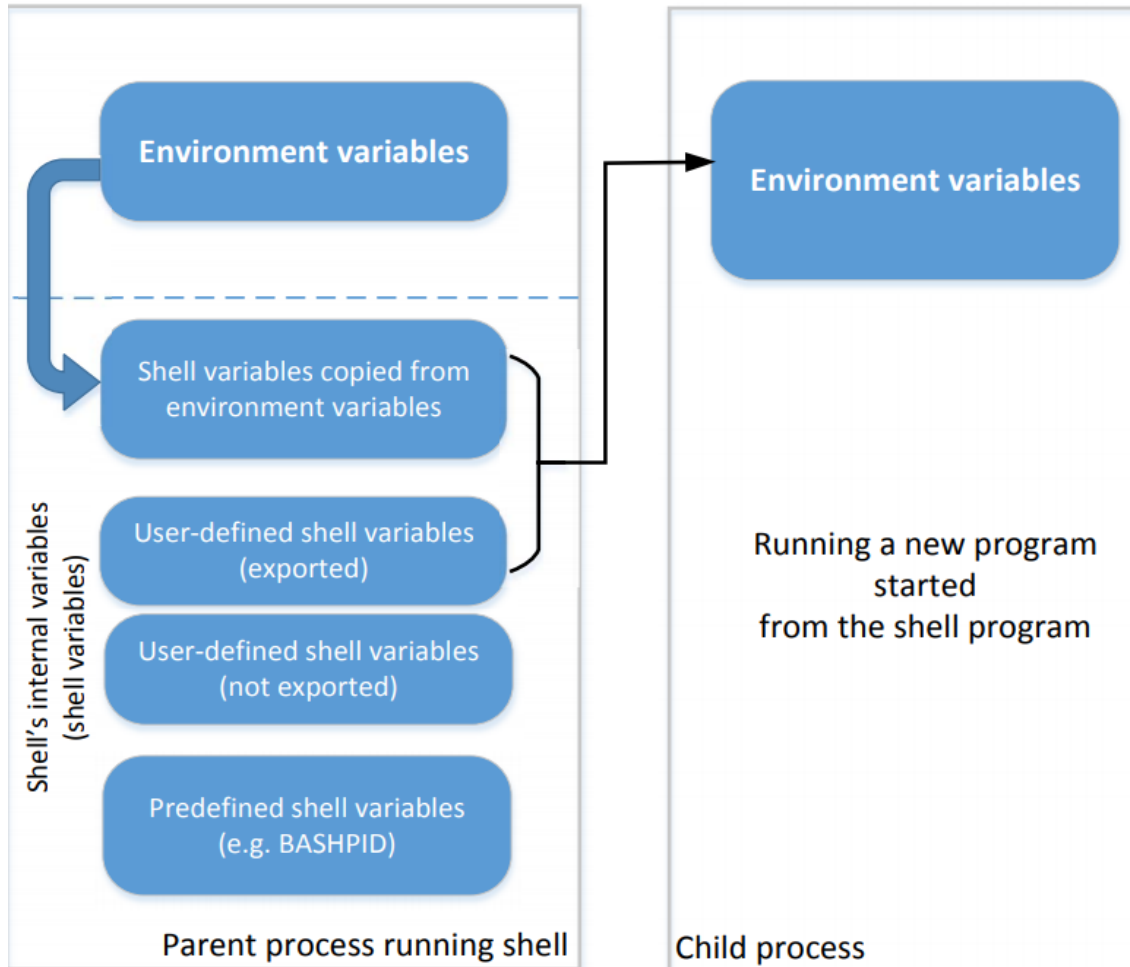 Environment variables
Shell variables copied from
environment variables
User-defined shell variables
(exported)
User-defined shell variables
(not exported)
Predefined shell variables
(e.g. BASHPID)
Shell’s internal variables
(shell variables)
Parent process running shell
Environment variables
Running a new program
started
from the shell program
Child process